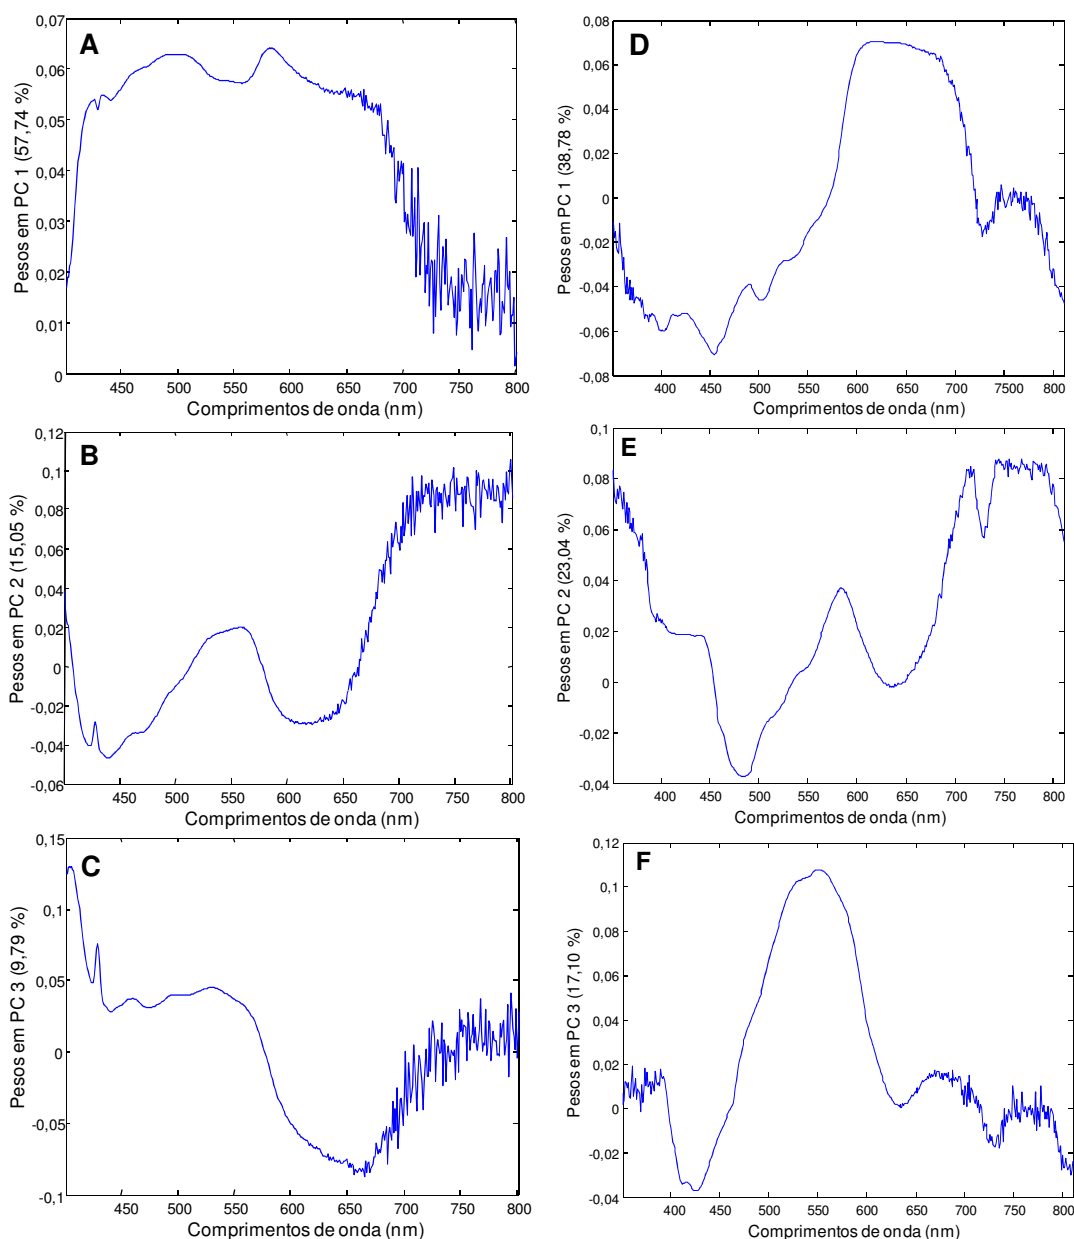 A
Pesos em PC 1 (57,74 %)
0,07
0,06
0,05
0,04
0,03
0,02
0,01
0
450 500 550 600 650 700 750 800
Comprimentos de onda (nm)
D
Pesos em PC 1 (38,78 %)
0,08
0,06
0,04
0,02
0
-0,02
-0,04
-0,06
-0,08
400 450 500 550 600 650 700 750 800
Comprimentos de onda (nm)
B
Pesos em PC 2 (15,05 %)
0,12
0,1
0,08
0,06
0,04
0,02
0
-0,02
-0,04
-0,06
450 500 550 600 650 700 750 800
Comprimentos de onda (nm)
E
Pesos em PC 2 (23,04 %)
0,1
0,08
0,06
0,04
0,02
0
-0,02
-0,04
400 450 500 550 600 650 700 750 800
Comprimentos de onda (nm)
C
Pesos em PC 3 (9,79 %)
0,15
0,1
0,05
0
-0,05
-0,1
450 500 550 600 650 700 750 800
Comprimentos de onda (nm)
F
Pesos em PC 3 (17,10 %)
0,12
0,1
0,08
0,06
0,04
0,02
0
-0,02
-0,04
400 450 500 550 600 650 700 750 800
Comprimentos de onda (nm)